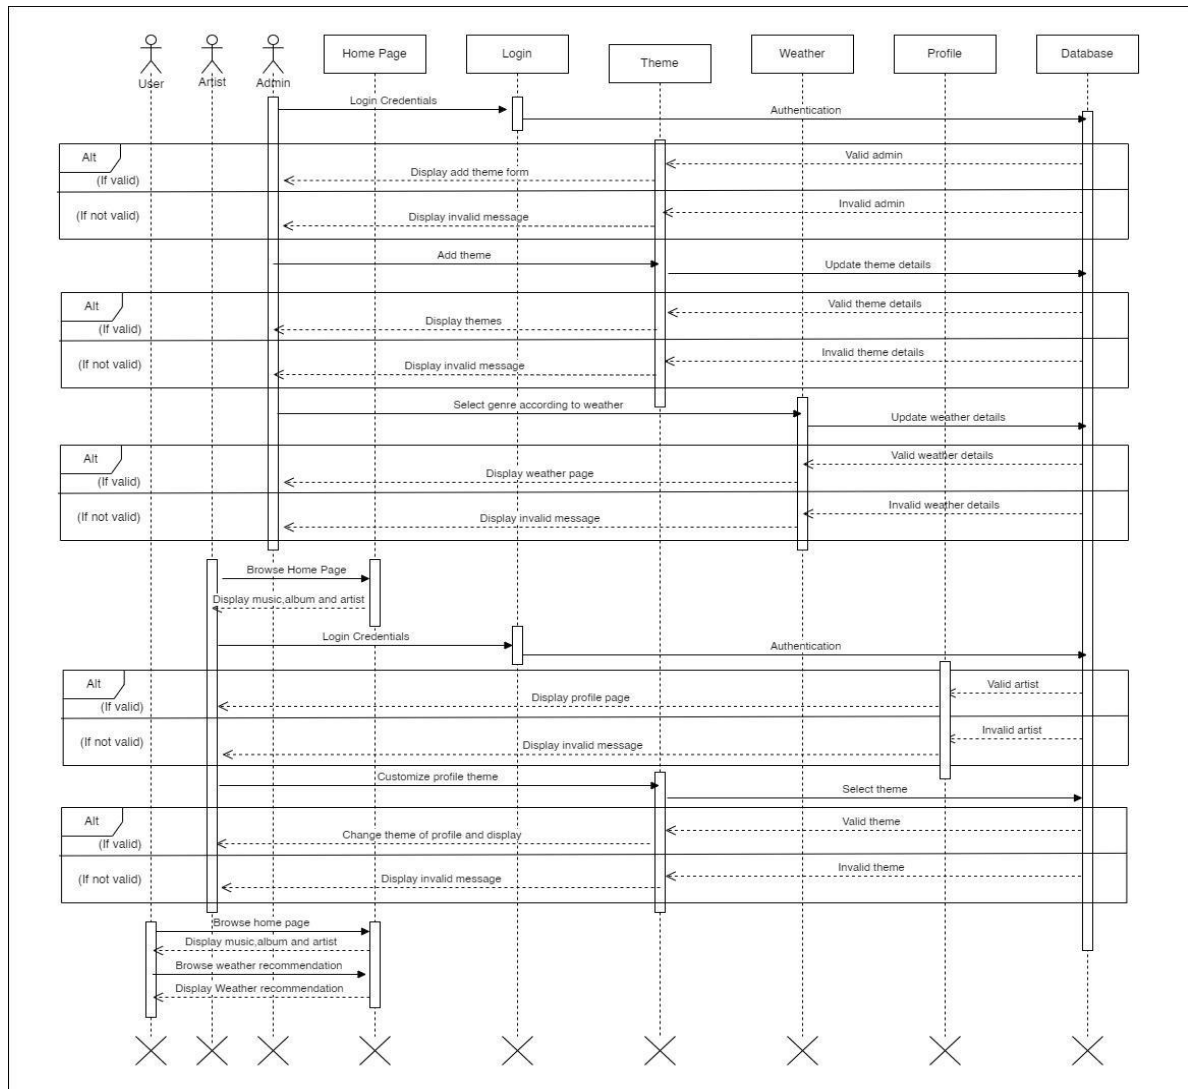 Home Page
Login
Theme
Weather
Profile
Database
User
Artist
Admin
Login Credentials
Authentication
Alt
Valid admin
Display add theme form
(If valid)
Invalid admin
(If not valid)
Display invalid message
Add theme
Update theme details
Alt
Valid theme details
Display themes
(If valid)
Invalid theme details
(If not valid)
Display invalid message
Select genre according to weather
Update weather details
Alt
Valid weather details
Display weather page
(If valid)
Invalid weather details
(If not valid)
Display invalid message
Browse Home Page
Display music,album and artist
Login Credentials
Authentication
Alt
Valid artist
Display profile page
(If valid)
Invalid artist
(If not valid)
Display invalid message
Customize profile theme
Select theme
Alt
Valid theme
Change theme of profile and display
(If valid)
Invalid theme
(If not valid)
Display invalid message
Browse home page
Display music,album and artist
Browse weather recommendation
Display Weather recommendation